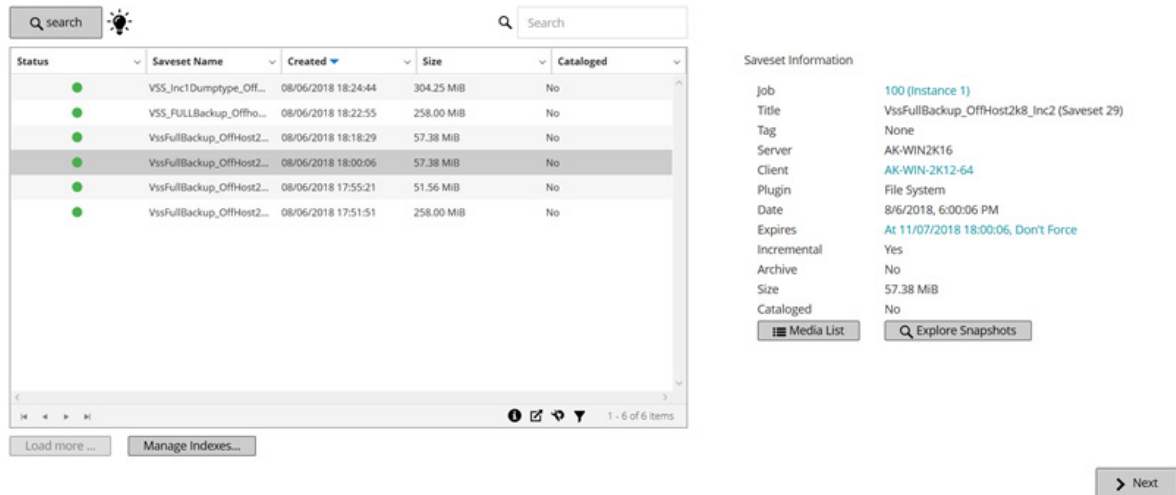 search
Search
Status Saveset Name Created Size Cataloged
VSS_Inc1Dumptype_Off... 08/06/2018 18:24:44 304.25 MiB No
VSS_FULLBackup_Offho... 08/06/2018 18:22:55 258.00 MiB No
VssFullBackup_OffHost2... 08/06/2018 18:18:29 57.38 MiB No
VssFullBackup_OffHost2... 08/06/2018 18:00:06 57.38 MiB No
VssFullBackup_OffHost2... 08/06/2018 17:55:21 51.56 MiB No
VssFullBackup_OffHost2... 08/06/2018 17:51:51 258.00 MiB No
1 - 6 of 6 items
Load more ...
Manage Indexes...
Saveset Information
Job 100 (Instance 1)
Title VssFullBackup_OffHost2k8_Inc2 (Saveset 29)
Tag None
Server AK-WIN2K16
Client AK-WIN-2K12-64
Plugin File System
Date 8/6/2018, 6:00:06 PM
Expires At 11/07/2018 18:00:06, Don't Force
Incremental Yes
Archive No
Size 57.38 MiB
Cataloged No
Media List
Explore Snapshots
Next